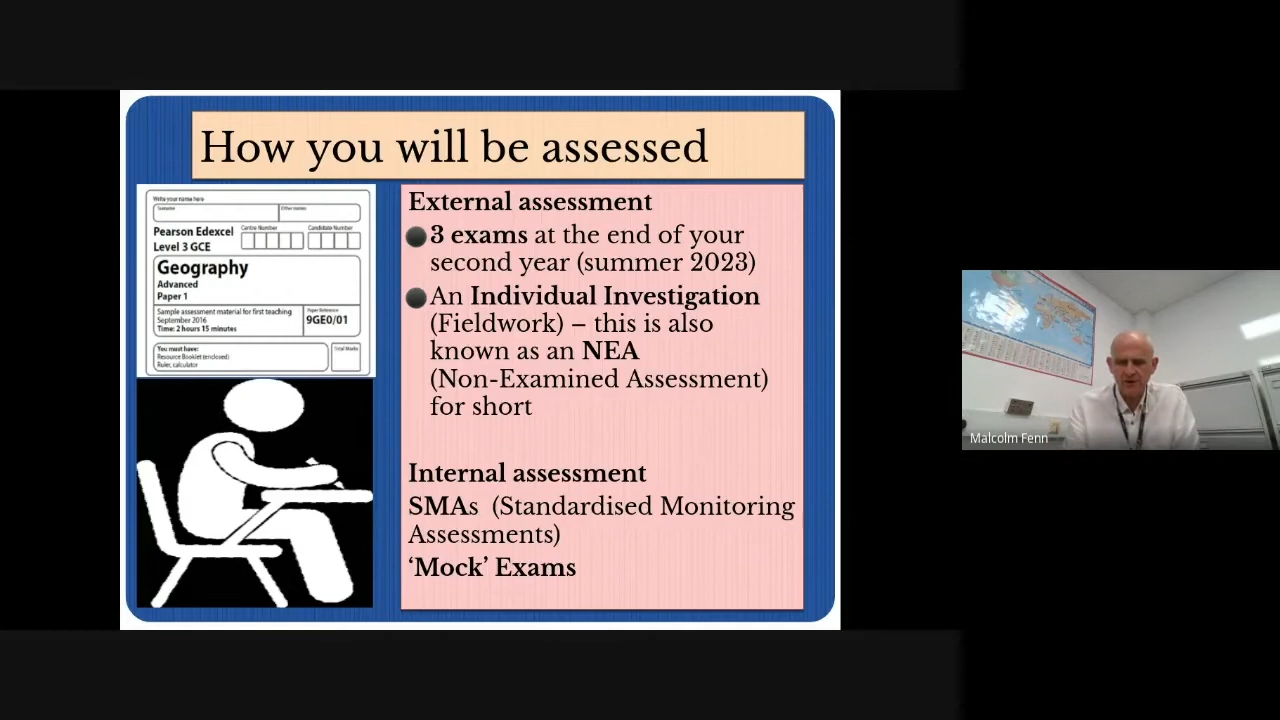 How you will be assessed
Write your name here
Surname
Other names
Pearson Edexcel
Level 3 GCE
Centre Number
Candidate Number
Geography
Advanced
Paper 1
Sample assessment material for first teaching
September 2016
Time: 2 hours 15 minutes
Paper Reference
9GE0/01
You must have:
Resource Booklet (enclosed)
Ruler, calculator
Total Marks
External assessment
3 exams at the end of your
second year (summer 2023)
An Individual Investigation
(Fieldwork) – this is also
known as an NEA
(Non-Examined Assessment)
for short
Internal assessment
SMAs (Standardised Monitoring
Assessments)
‘Mock’ Exams
Malcolm Fenn